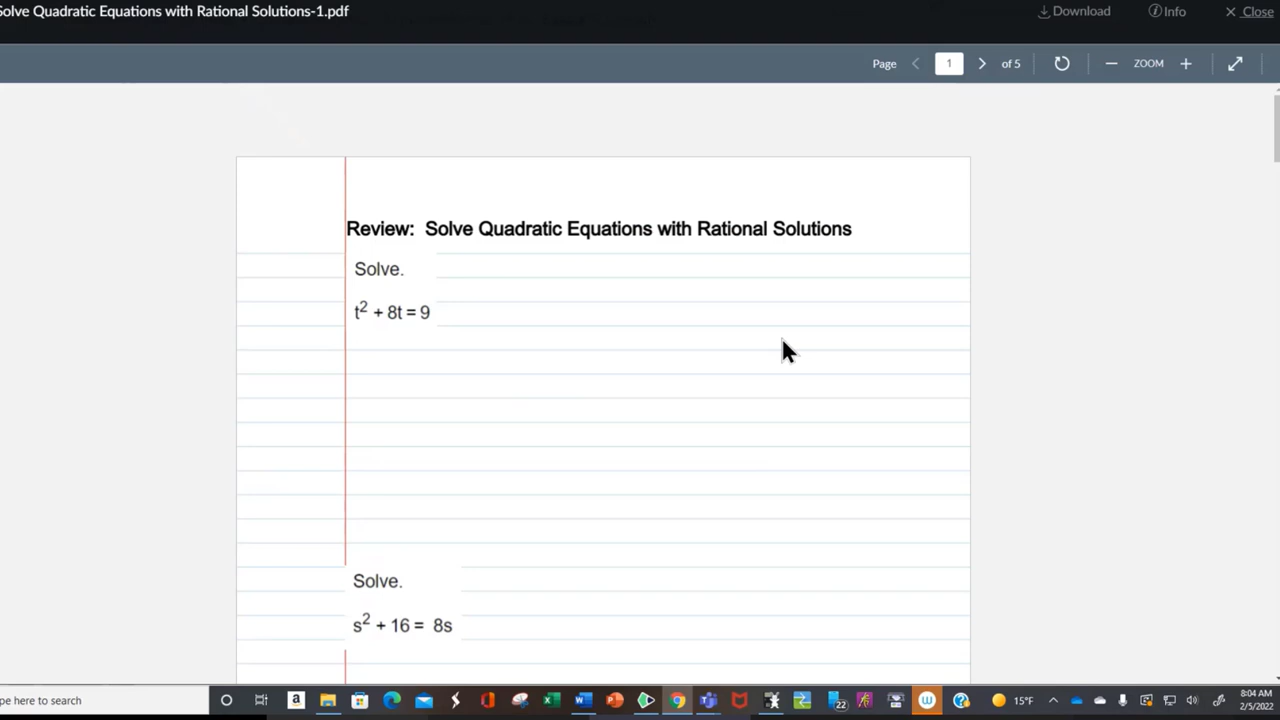 Solve Quadratic Equations with Rational Solutions-1.pdf
Download
Info
Close
Page
1
of 5
ZOOM
Review: Solve Quadratic Equations with Rational Solutions
Solve.
t² + 8t = 9
Solve.
s² + 16 = 8s
pe here to search
a
22
w
15°F
8:04 AM
2/5/2022